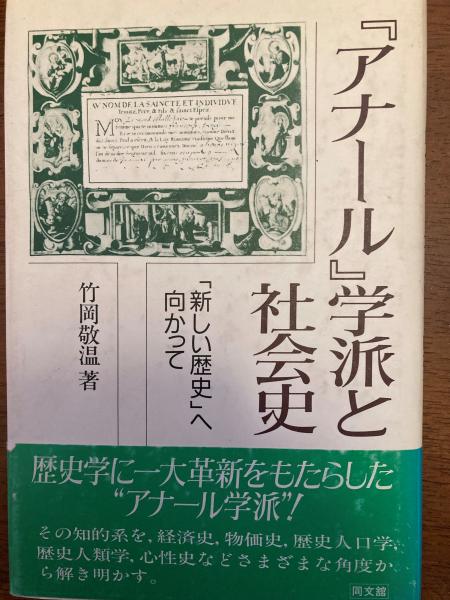 『アナール』学派と
社会史
「新しい歴史」へ
向かって
竹岡敬温 著
AV NOM DE LA SAINCTE ET INDIVIDVE
歴史学に一大革新をもたらした
“アナール学派”!
その知的系を,経済史,物価史,歴史人口学,
歴史人類学,心性史などさまざまな角度か
ら解き明かす。
同文舘